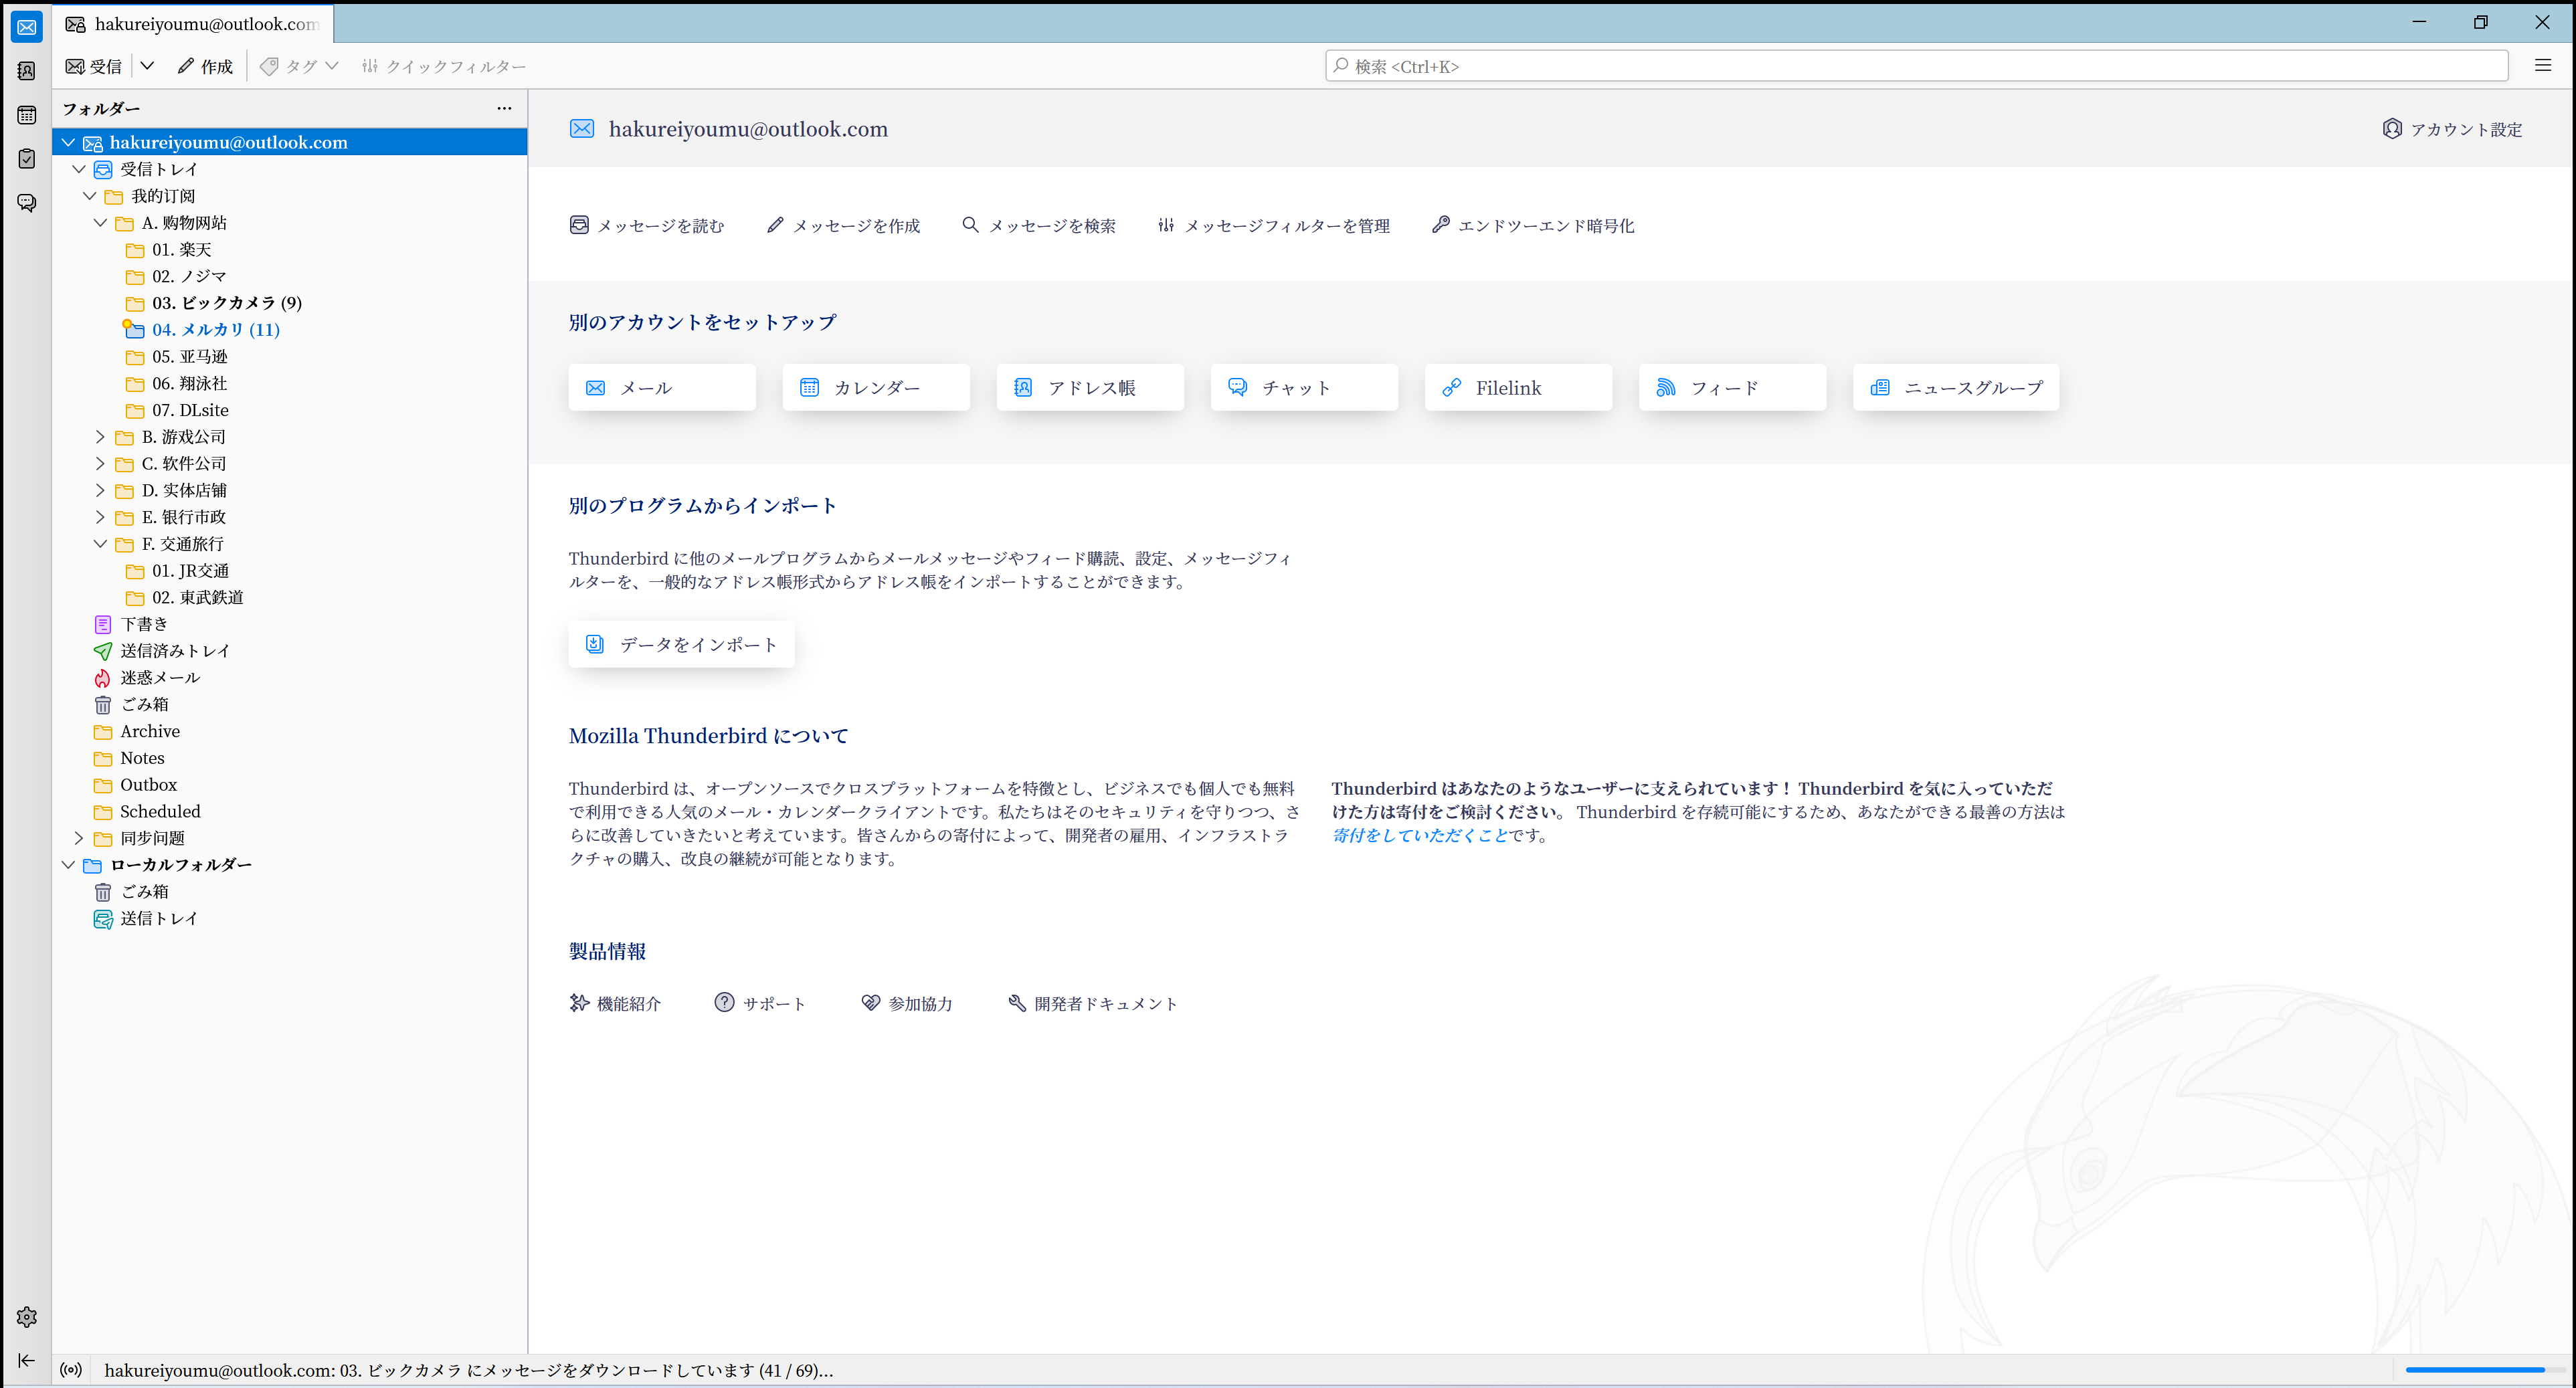 hakureiyoumu@outlook.com
受信
作成
タグ
クイックフィルター
検索 <Ctrl+K>
フォルダー
hakureiyoumu@outlook.com
受信トレイ
我的订阅
A. 购物网站
01. 楽天
02. ノジマ
03. ビックカメラ (9)
04. メルカリ (11)
05. 亚马逊
06. 翔泳社
07. DLsite
B. 游戏公司
C. 软件公司
D. 实体店铺
E. 银行市政
F. 交通旅行
01. JR交通
02. 東武鉄道
下書き
送信済みトレイ
迷惑メール
ごみ箱
Archive
Notes
Outbox
Scheduled
同步问题
ローカルフォルダー
ごみ箱
送信トレイ
hakureiyoumu@outlook.com
アカウント設定
メッセージを読む
メッセージを作成
メッセージを検索
メッセージフィルターを管理
エンドツーエンド暗号化
別のアカウントをセットアップ
メール
カレンダー
アドレス帳
チャット
Filelink
フィード
ニュースグループ
別のプログラムからインポート
Thunderbird に他のメールプログラムからメールメッセージやフィード購読、設定、メッセージフィ
ルターを、一般的なアドレス帳形式からアドレス帳をインポートすることができます。
データをインポート
Mozilla Thunderbird について
Thunderbird は、オープンソースでクロスプラットフォームを特徴とし、ビジネスでも個人でも無料
で利用できる人気のメール・カレンダークライアントです。私たちはそのセキュリティを守りつつ、さ
らに改善していきたいと考えています。皆さんからの寄付によって、開発者の雇用、インフラストラ
クチャの購入、改良の継続が可能となります。
Thunderbird はあなたのようなユーザーに支えられています！ Thunderbird を気に入っていただ
けた方は寄付をご検討ください。 Thunderbird を存続可能にするため、あなたができる最善の方法は
寄付をしていただくことです。
製品情報
機能紹介
サポート
参加協力
開発者ドキュメント
hakureiyoumu@outlook.com: 03. ビックカメラ にメッセージをダウンロードしています (41 / 69)...